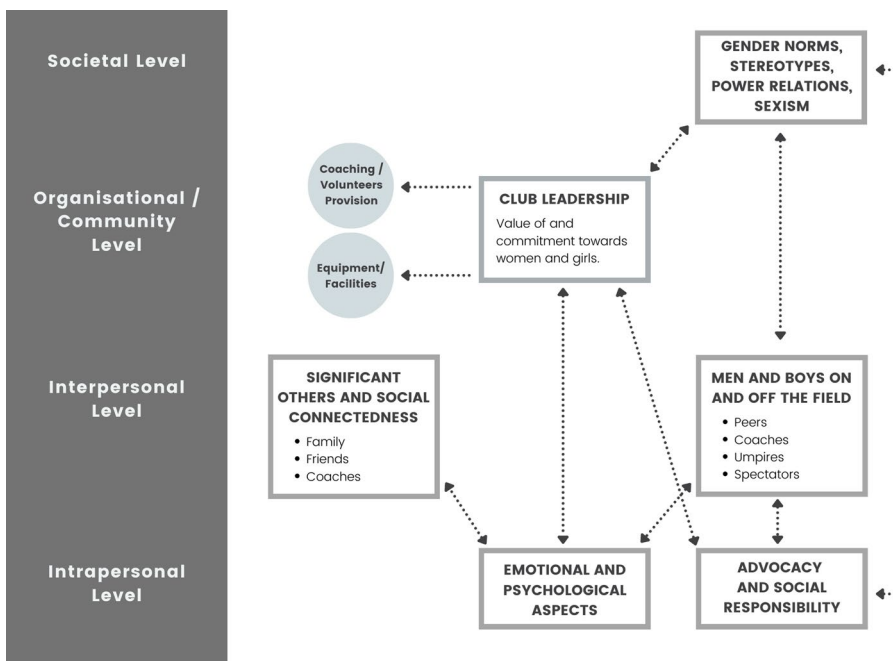 Societal Level
GENDER NORMS,
STEREOTYPES,
POWER RELATIONS,
SEXISM
Organisational /
Community
Level
Coaching /
Volunteers
Provision
Equipment/
Facilities
CLUB LEADERSHIP
Value of and
commitment towards
women and girls.
Interpersonal
Level
SIGNIFICANT
OTHERS AND SOCIAL
CONNECTEDNESS
• Family
• Friends
• Coaches
MEN AND BOYS ON
AND OFF THE FIELD
• Peers
• Coaches
• Umpires
• Spectators
Intrapersonal
Level
EMOTIONAL AND
PSYCHOLOGICAL
ASPECTS
ADVOCACY
AND SOCIAL
RESPONSIBILITY